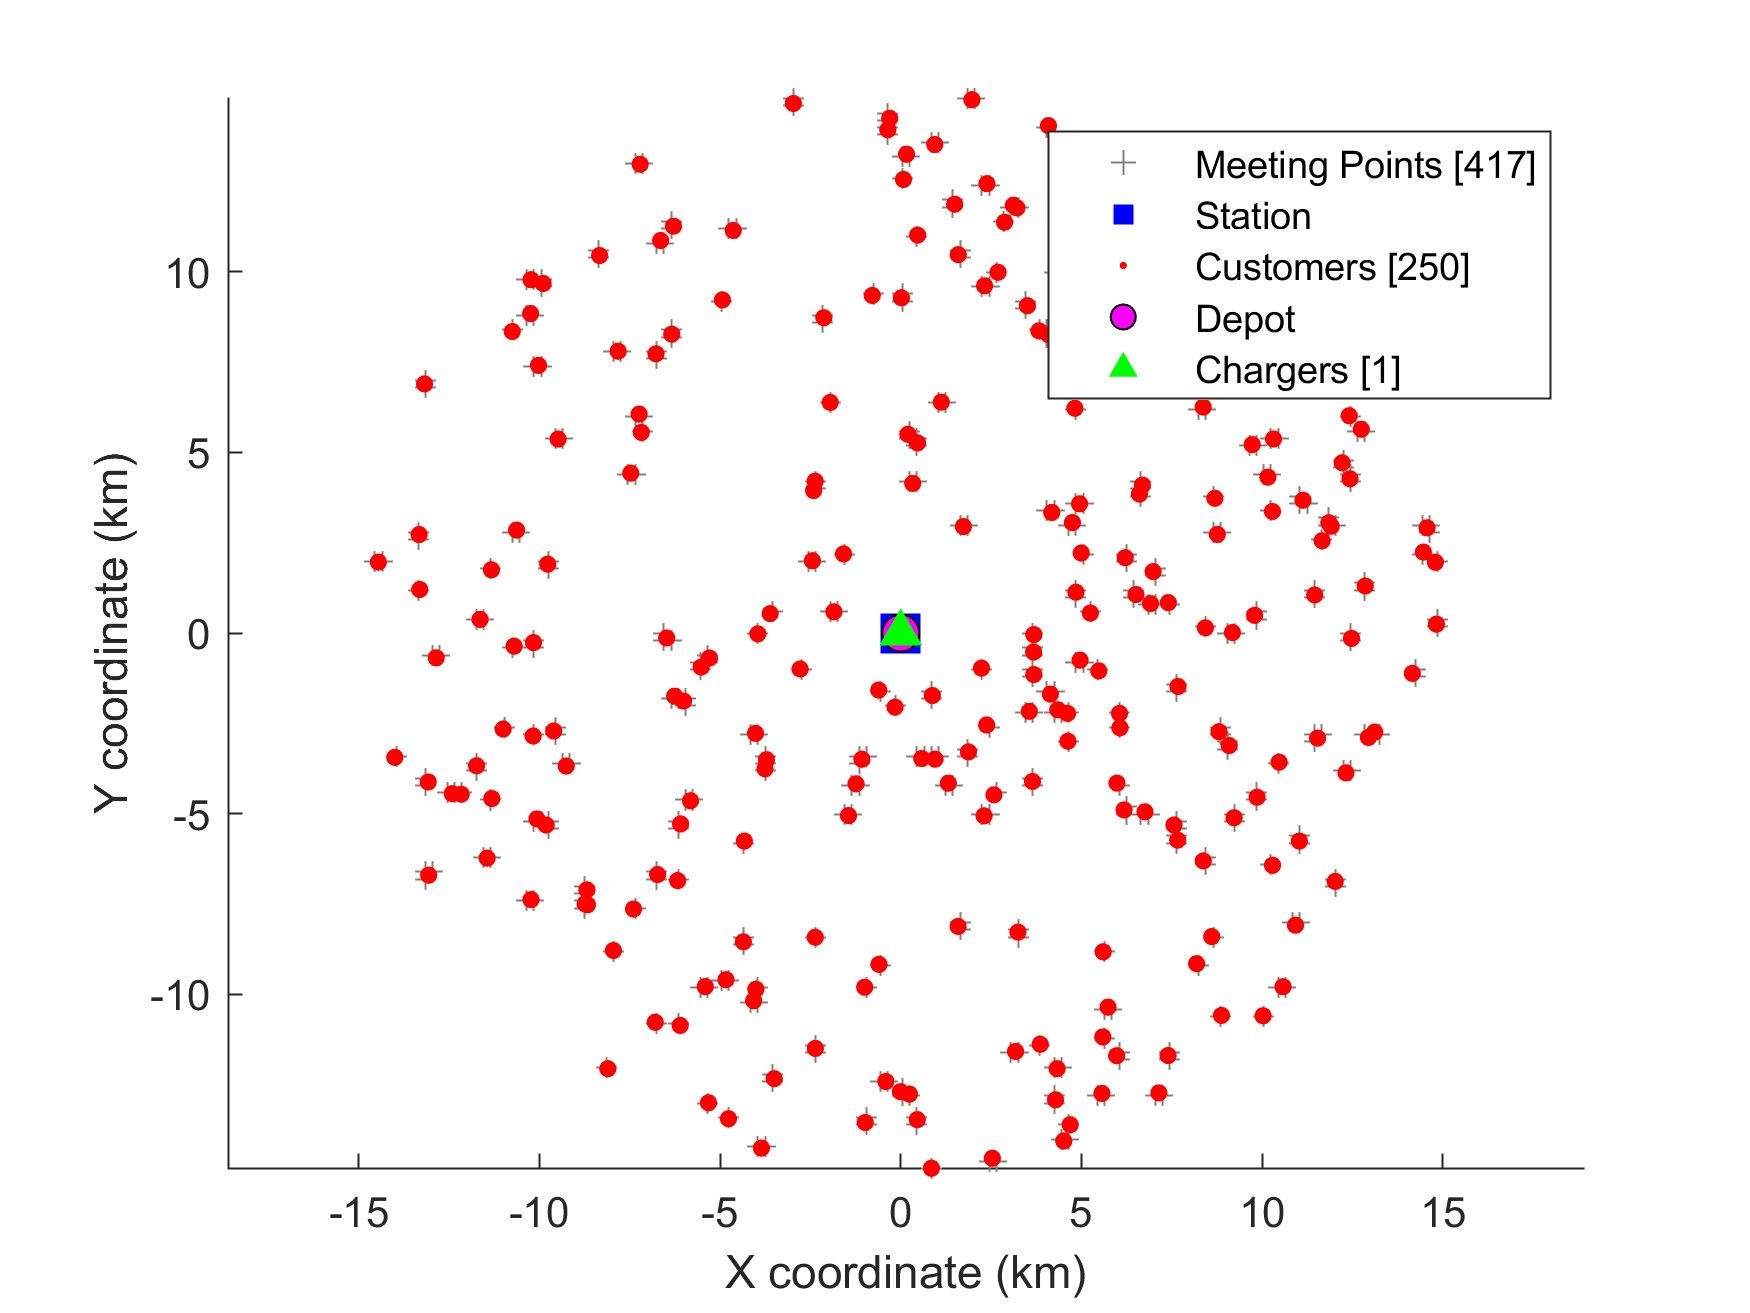 Meeting Points [417]
Station
Customers [250]
Depot
Chargers [1]
10
5
0
-5
-10
Y coordinate (km)
-15
-10
-5
0
5
10
15
X coordinate (km)